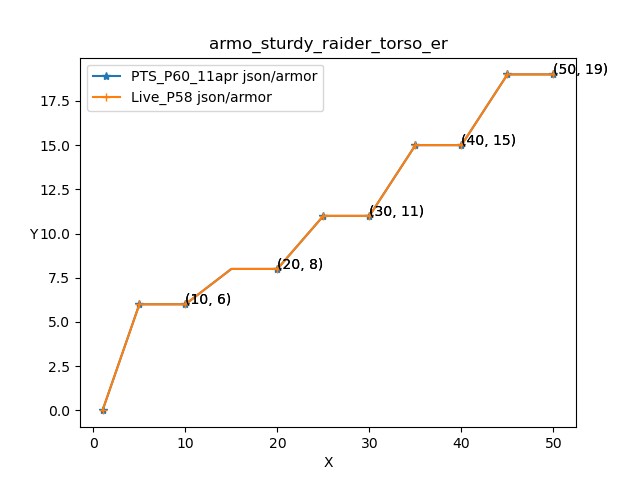 armo_sturdy_raider_torso_er
PTS_P60_11apr json/armor
Live_P58 json/armor
(50, 19)
17.5
15.0
(40, 15)
12.5
(30, 11)
Y
10.0
(20, 8)
7.5
(10, 6)
5.0
2.5
0.0
0 10 20 30 40 50
X